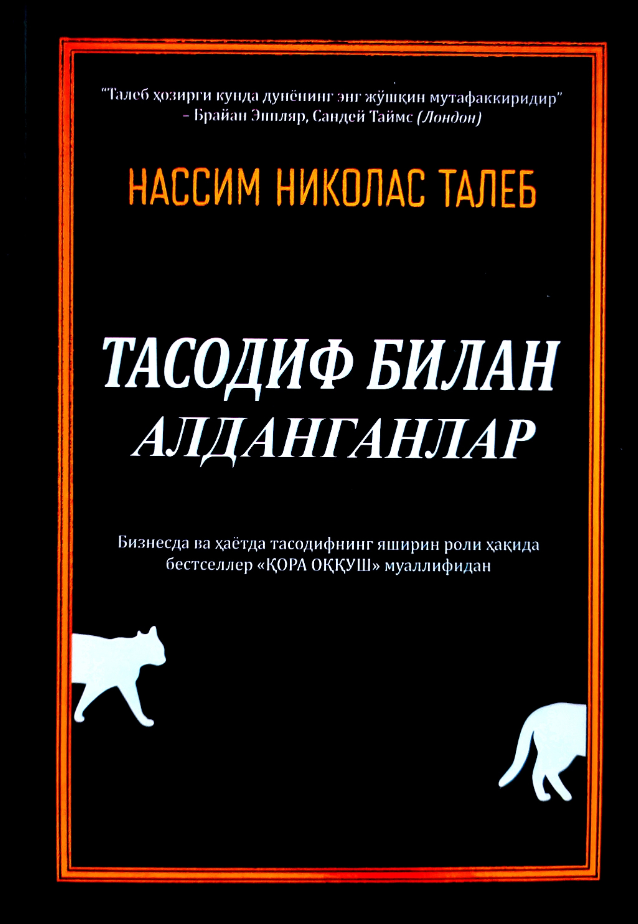 “Талеб ҳозирги кунда дунёнинг энг жўшқин мутафаккиридир”
– Брайан Эппляр, Сандей Таймс (Лондон)
НАССИМ НИКОЛАС ТАЛЕБ
ТАСОДИФ БИЛАН
АЛДАНГАНЛАР
Бизнесда ва ҳаётда тасодифнинг яширин роли ҳақида
бестселлер «ҚОРА ОҚҚУШ» муаллифидан